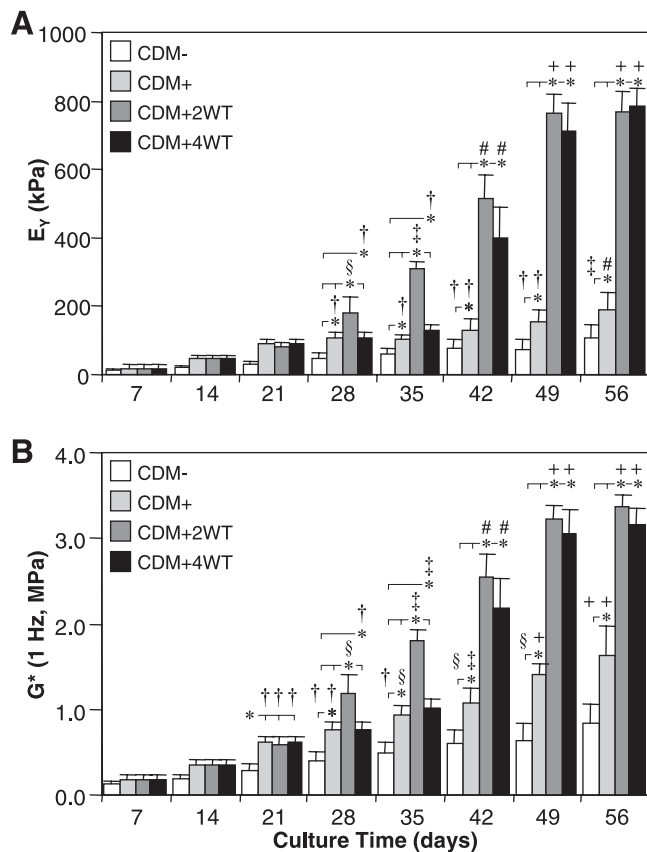 A
1000
800
600
400
200
0
E_Y (kPa)
CDM-
CDM+
CDM+2WT
CDM+4WT
† † § * † * * †
* † ‡ * † * *
† † * # # * *
† † * + + * *
‡ # * + + * *
7 14 21 28 35 42 49 56
B
4.0
3.0
2.0
1.0
0.0
G* (1 Hz, MPa)
CDM-
CDM+
CDM+2WT
CDM+4WT
* † † †
† † * § * † *
† § * ‡ * ‡ *
§ ‡ * # # * *
§ + * + + * *
+ + * + + * *
7 14 21 28 35 42 49 56
Culture Time (days)